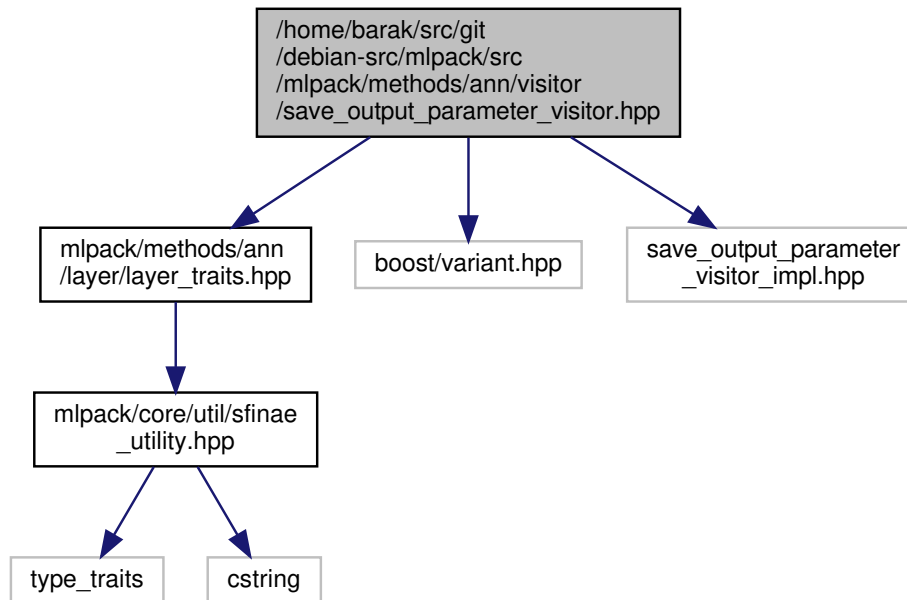 /home/barak/src/git
/debian-src/mlpack/src
/mlpack/methods/ann/visitor
/save_output_parameter_visitor.hpp
mlpack/methods/ann
/layer/layer_traits.hpp
boost/variant.hpp
save_output_parameter
_visitor_impl.hpp
mlpack/core/util/sfinae
_utility.hpp
type_traits
cstring